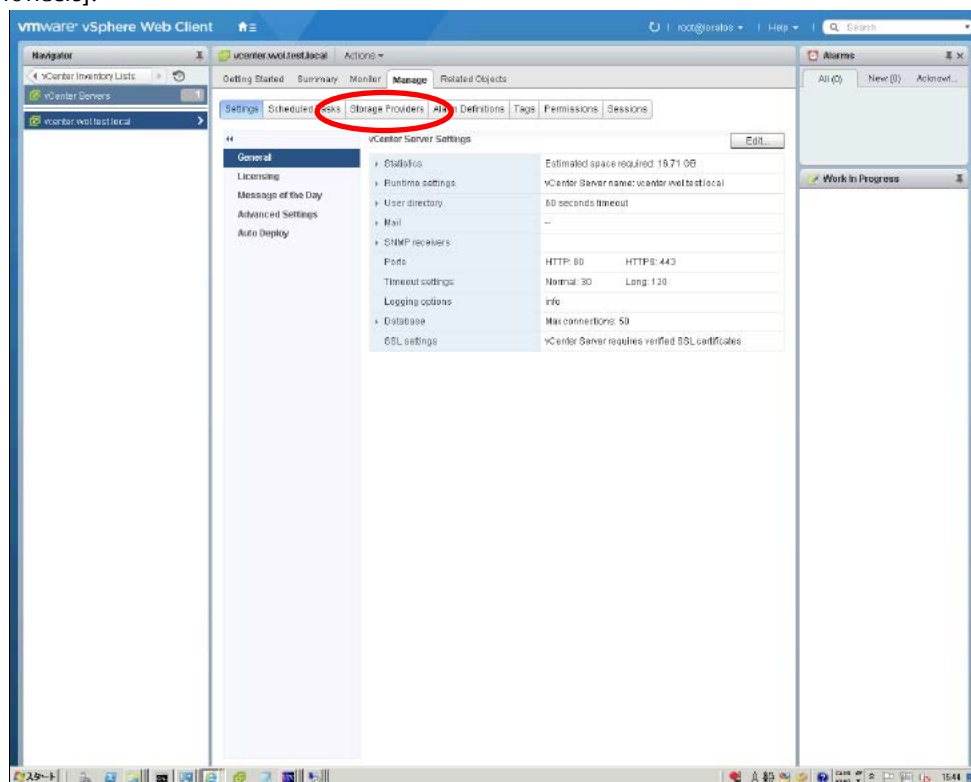 vmware® vSphere Web Client
Help
Search
Navigator
vCenter Inventory Lists
vCenter Servers 1
vcenter.wol.test.local
vcenter.wol.test.local Actions
Getting Started Summary Monitor Manage Related Objects
Settings Scheduled Tasks Storage Providers Alarm Definitions Tags Permissions Sessions
General
Licensing
Message of the Day
Advanced Settings
Auto Deploy
vCenter Server Settings
Edit...
Statistics Estimated space required: 16.71 GB
Runtime settings vCenter Server name: vcenter.wol.test.local
User directory 60 seconds timeout
Mail --
SNMP receivers
Ports HTTP: 80 HTTPS: 443
Timeout settings Normal: 30 Long: 120
Logging options info
Database Max connections: 50
SSL settings vCenter Server requires verified SSL certificates
Alarms
All (0) New (0) Acknowl...
Work In Progress
スタート
15:44